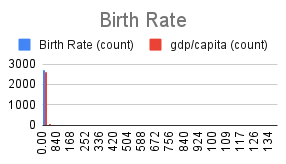 Birth Rate
Birth Rate (count) gdp/capita (count)
3000
2000
1000
0
0.00 840 168 252 336 420 504 588 672 756 840 924 100 109 117 126 134